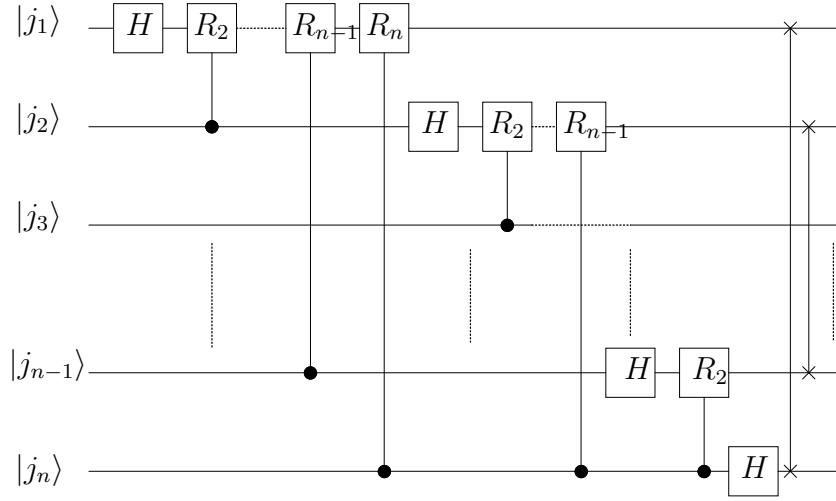 |j₁⟩ H R₂ Rₙ₋₁ Rₙ
|j₂⟩ H R₂ Rₙ₋₁
|j₃⟩
|jₙ₋₁⟩ H R₂
|jₙ⟩ H